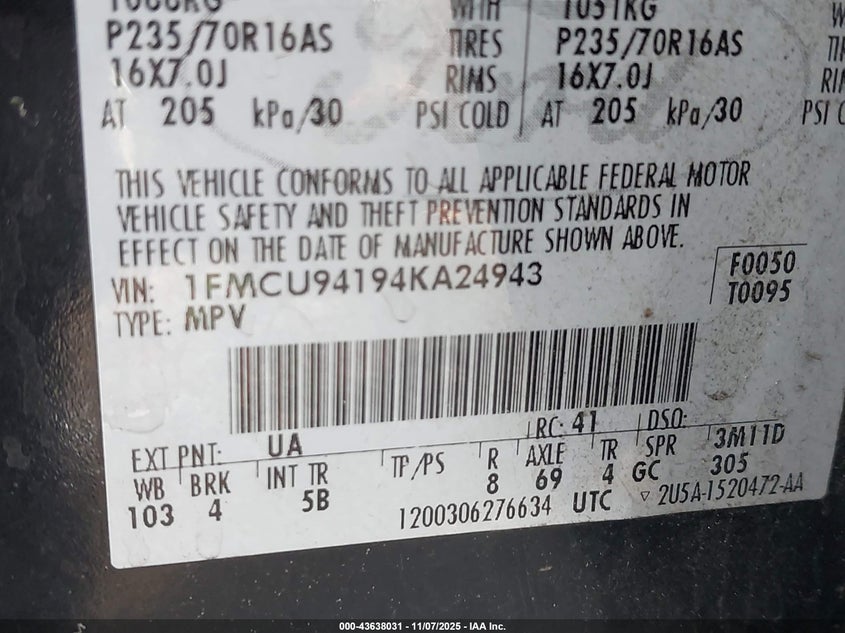 1051KG
P235/70R16AS TIRES P235/70R16AS
16X7.0J RIMS 16X7.0J
AT 205 kPa/30 PSI COLD AT 205 kPa/30 PSI
THIS VEHICLE CONFORMS TO ALL APPLICABLE FEDERAL MOTOR
VEHICLE SAFETY AND THEFT PREVENTION STANDARDS IN
EFFECT ON THE DATE OF MANUFACTURE SHOWN ABOVE.
VIN: 1FMCU94194KA24943
F0050
T0095
TYPE: MPV
EXT PNT: UA RC: 41 DSO:
WB BRK INT TR TP/PS R AXLE TR SPR 3M11D
103 4 5B 8 69 4 GC 305
1200306276634 UTC ▽ 2U5A-1520472-AA
000-43638031 - 11/07/2025 - IAA Inc.